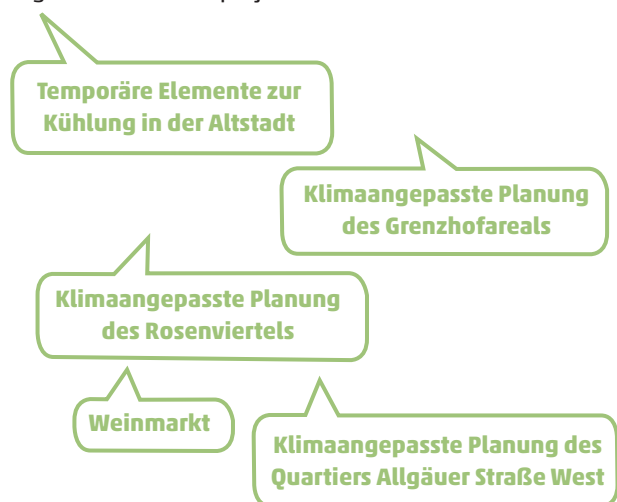 Temporäre Elemente zur
Kühlung in der Altstadt
Klimaangepasste Planung
des Grenzhofareals
Klimaangepasste Planung
des Rosenviertels
Weinmarkt
Klimaangepasste Planung des
Quartiers Allgäuer Straße West